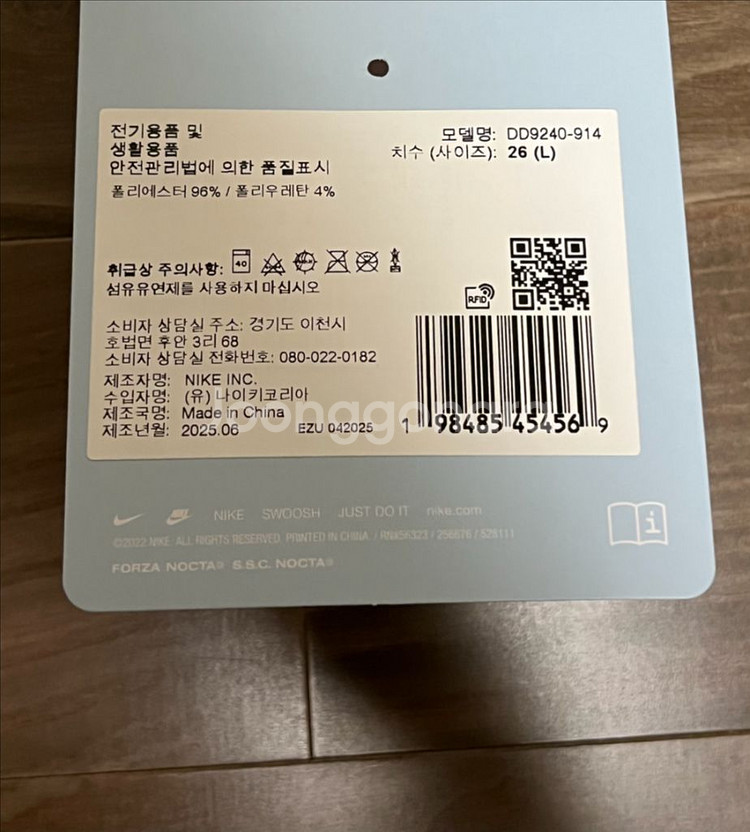 전기용품 및
생활용품
안전관리법에 의한 품질표시
폴리에스터 96% / 폴리우레탄 4%
모델명: DD9240-914
치수 (사이즈): 26 (L)
취급상 주의사항: 40
섬유유연제를 사용하지 마십시오
RFID
소비자 상담실 주소: 경기도 이천시
호법면 후안 3리 68
소비자 상담실 전화번호: 080-022-0182
제조자명: NIKE INC.
수입자명: (유) 나이키코리아
제조국명: Made in China
제조년월: 2025.06
EZU 042025
1 98485 45456 9
NIKE SWOOSH JUST DO IT nike.com
©2022 NIKE. ALL RIGHTS RESERVED. PRINTED IN CHINA. / RN#56323 / 256876 / 528111
FORZA NOCTA® S.S.C. NOCTA®